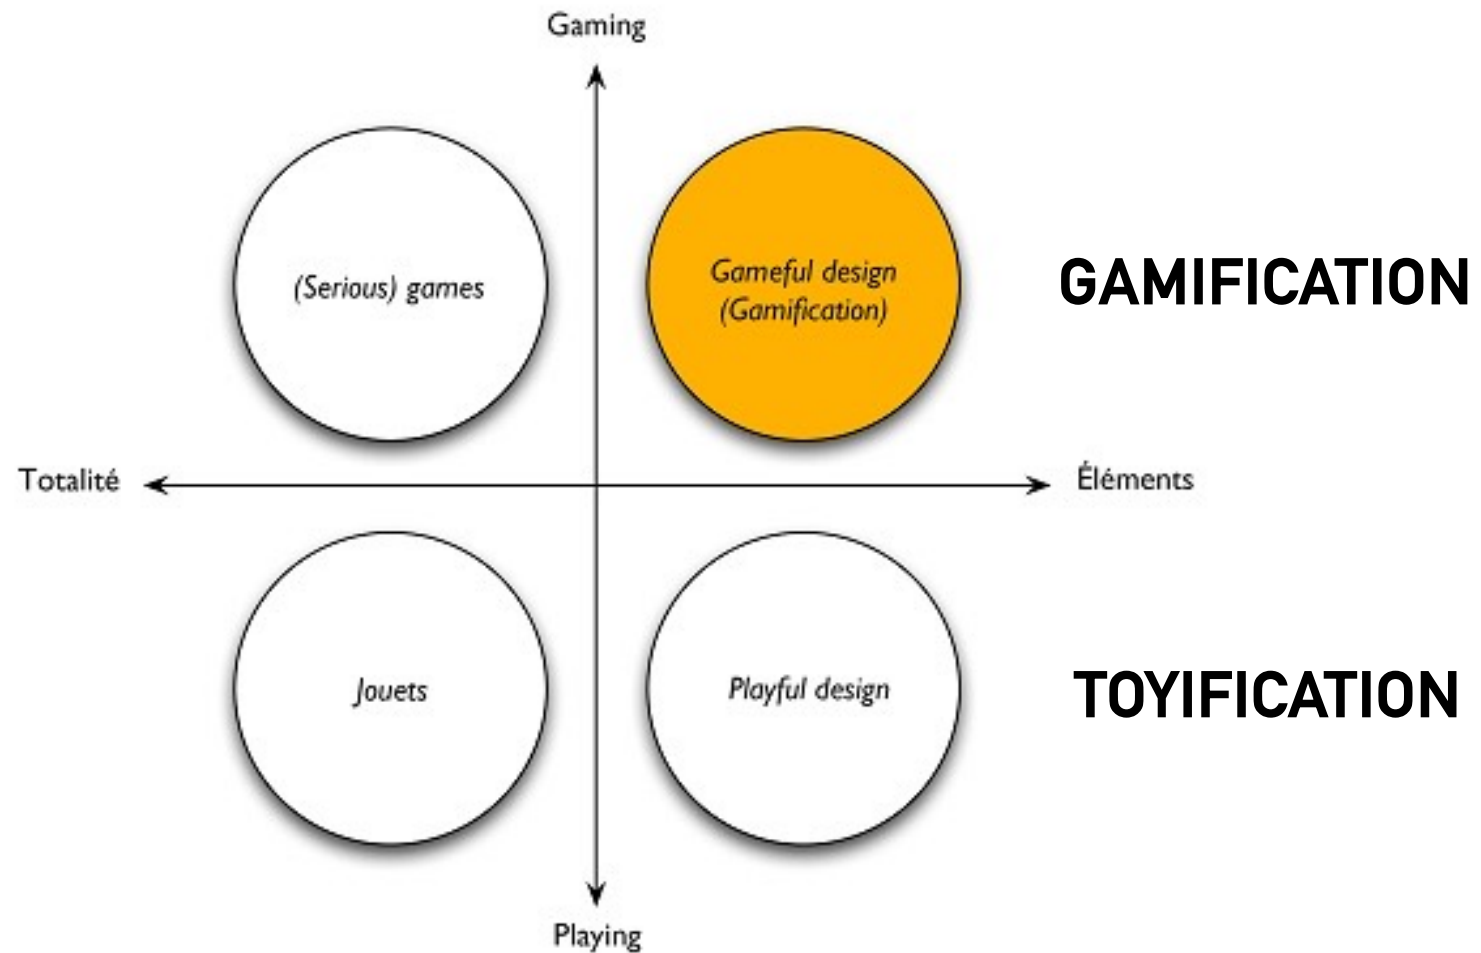 Gaming
(Serious) games
Gameful design
(Gamification)
GAMIFICATION
Totalité
Éléments
Jouets
Playful design
TOYIFICATION
Playing